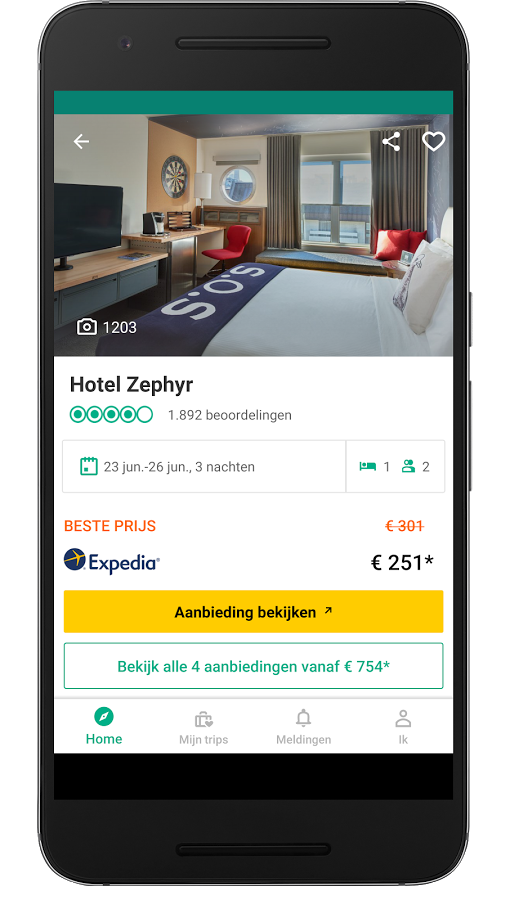 S.O.S
1203
Hotel Zephyr
1.892 beoordelingen
23 jun.-26 jun., 3 nachten
1
2
BESTE PRIJS
€ 301
Expedia®
€ 251*
Aanbieding bekijken
Bekijk alle 4 aanbiedingen vanaf € 754*
Home
Mijn trips
Meldingen
Ik